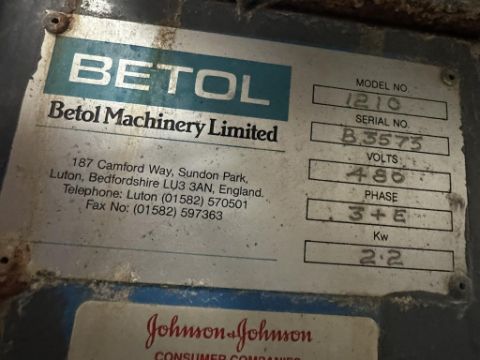 BETOL
Betol Machinery Limited
187 Camford Way, Sundon Park,
Luton, Bedfordshire LU3 3AN, England.
Telephone: Luton (01582) 570501
Fax No: (01582) 597363
MODEL NO.
1210
SERIAL NO.
B3573
VOLTS
480
PHASE
3+E
Kw
2.2
Johnson & Johnson
CONSUMER COMPANIES